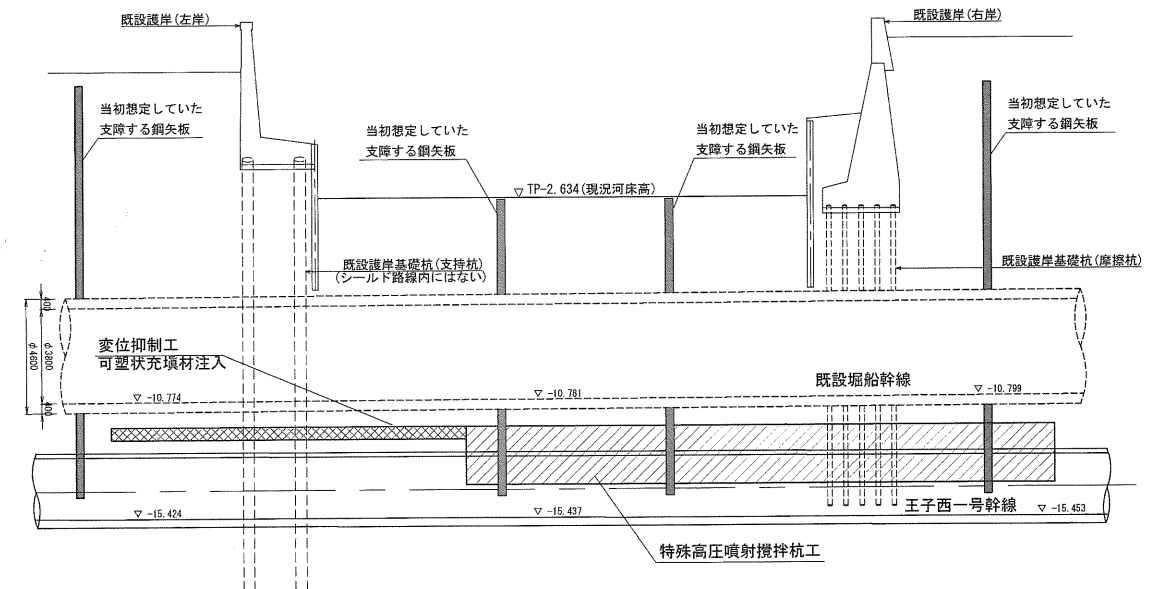 既設護岸(左岸)
既設護岸(右岸)
当初想定していた
支障する鋼矢板
当初想定していた
支障する鋼矢板
当初想定していた
支障する鋼矢板
当初想定していた
支障する鋼矢板
▽ TP-2.634(現況河床高)
既設護岸基礎杭(支持杭)
(シールド路線内にはない)
既設護岸基礎杭(摩擦杭)
400
φ3800
φ4600
400
変位抑制工
可塑状充塡材注入
既設堀船幹線
▽ -10.774
▽ -10.781
▽ -10.799
王子西一号幹線
▽ -15.424
▽ -15.437
▽ -15.453
特殊高圧噴射攪拌杭工